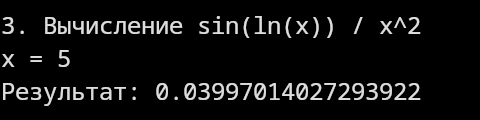 3. Вычисление sin(ln(x)) / x^2
x = 5
Результат: 0.03997014027293922